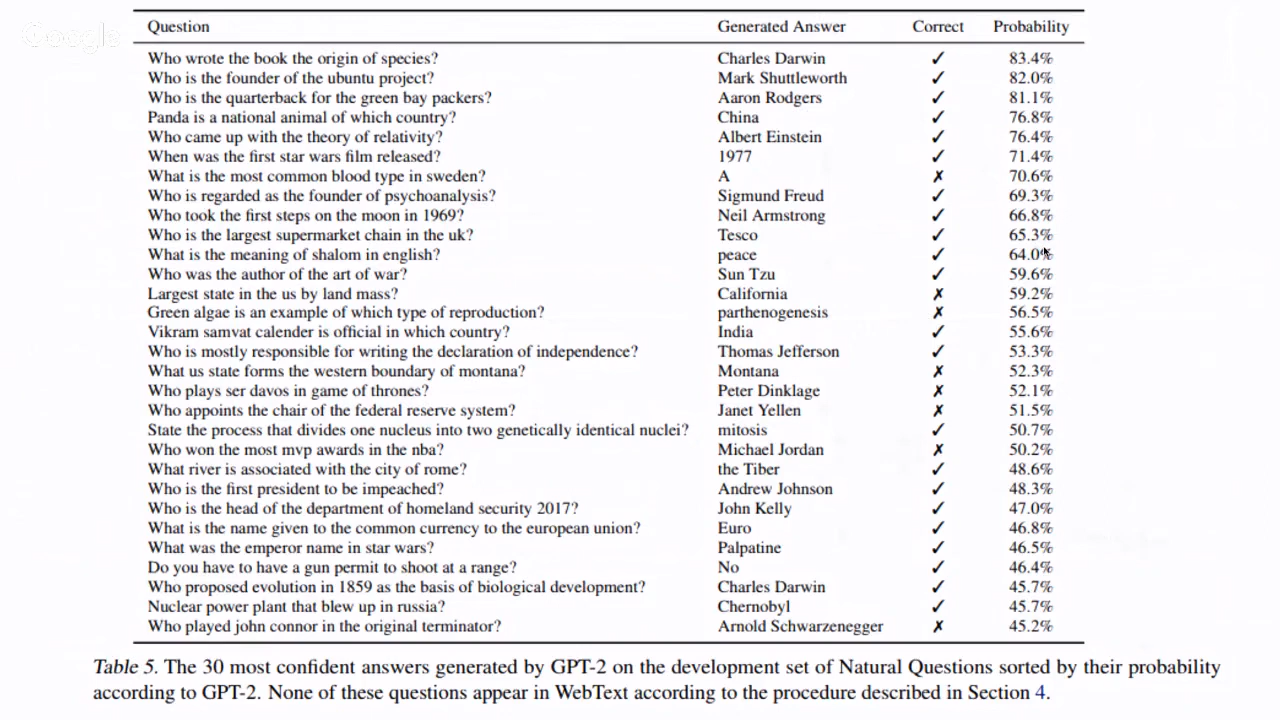 Google
Question Generated Answer Correct Probability
Who wrote the book the origin of species? Charles Darwin ✓ 83.4%
Who is the founder of the ubuntu project? Mark Shuttleworth ✓ 82.0%
Who is the quarterback for the green bay packers? Aaron Rodgers ✓ 81.1%
Panda is a national animal of which country? China ✓ 76.8%
Who came up with the theory of relativity? Albert Einstein ✓ 76.4%
When was the first star wars film released? 1977 ✓ 71.4%
What is the most common blood type in sweden? A ✗ 70.6%
Who is regarded as the founder of psychoanalysis? Sigmund Freud ✓ 69.3%
Who took the first steps on the moon in 1969? Neil Armstrong ✓ 66.8%
Who is the largest supermarket chain in the uk? Tesco ✓ 65.3%
What is the meaning of shalom in english? peace ✓ 64.0%
Who was the author of the art of war? Sun Tzu ✓ 59.6%
Largest state in the us by land mass? California ✗ 59.2%
Green algae is an example of which type of reproduction? parthenogenesis ✗ 56.5%
Vikram samvat calender is official in which country? India ✓ 55.6%
Who is mostly responsible for writing the declaration of independence? Thomas Jefferson ✓ 53.3%
What us state forms the western boundary of montana? Montana ✗ 52.3%
Who plays ser davos in game of thrones? Peter Dinklage ✗ 52.1%
Who appoints the chair of the federal reserve system? Janet Yellen ✗ 51.5%
State the process that divides one nucleus into two genetically identical nuclei? mitosis ✓ 50.7%
Who won the most mvp awards in the nba? Michael Jordan ✗ 50.2%
What river is associated with the city of rome? the Tiber ✓ 48.6%
Who is the first president to be impeached? Andrew Johnson ✓ 48.3%
Who is the head of the department of homeland security 2017? John Kelly ✓ 47.0%
What is the name given to the common currency to the european union? Euro ✓ 46.8%
What was the emperor name in star wars? Palpatine ✓ 46.5%
Do you have to have a gun permit to shoot at a range? No ✓ 46.4%
Who proposed evolution in 1859 as the basis of biological development? Charles Darwin ✓ 45.7%
Nuclear power plant that blew up in russia? Chernobyl ✓ 45.7%
Who played john connor in the original terminator? Arnold Schwarzenegger ✗ 45.2%
Table 5. The 30 most confident answers generated by GPT-2 on the development set of Natural Questions sorted by their probability
according to GPT-2. None of these questions appear in WebText according to the procedure described in Section 4.